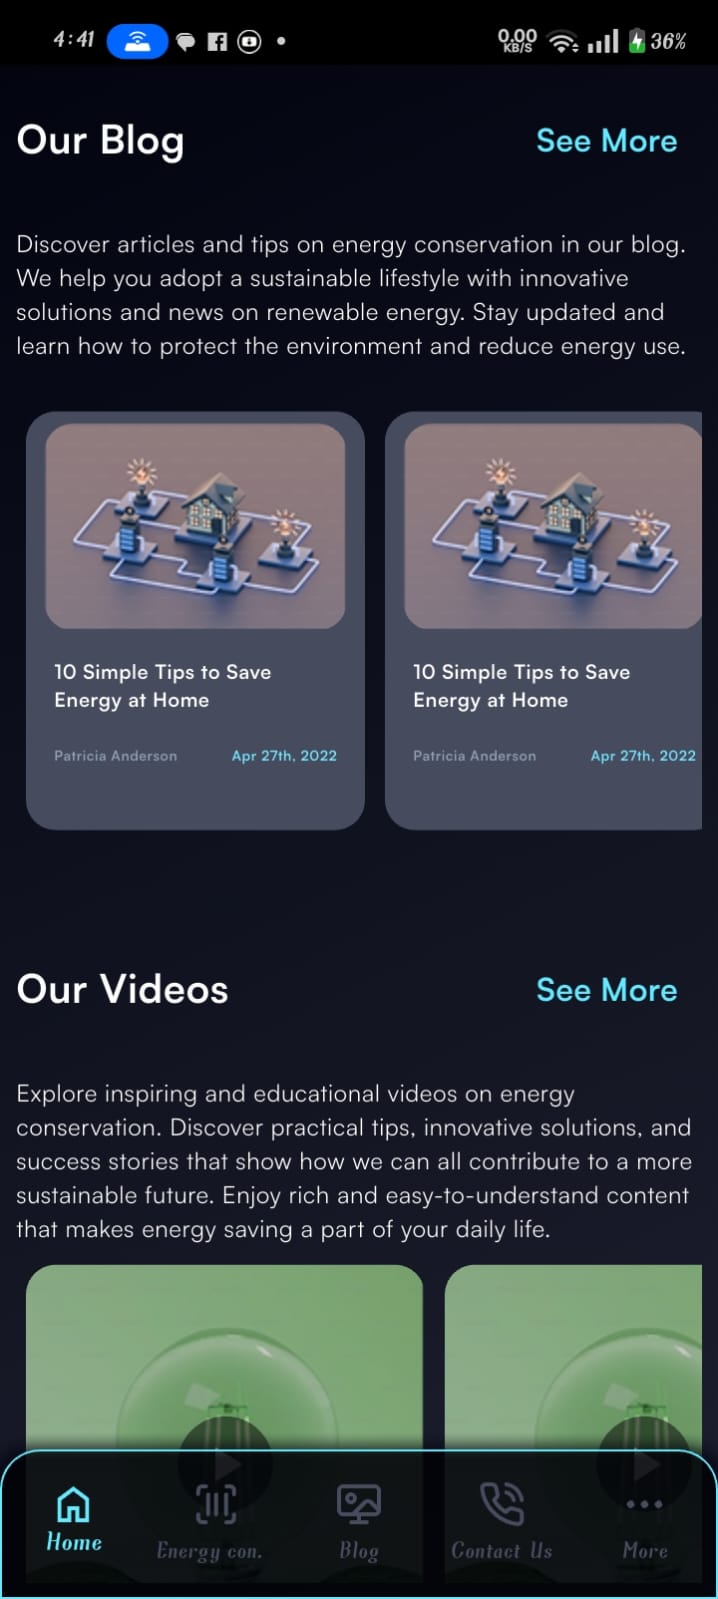 4:41
0.00
KB/S
36%
Our Blog
See More
Discover articles and tips on energy conservation in our blog.
We help you adopt a sustainable lifestyle with innovative
solutions and news on renewable energy. Stay updated and
learn how to protect the environment and reduce energy use.
10 Simple Tips to Save
Energy at Home
Patricia Anderson
Apr 27th, 2022
10 Simple Tips to Save
Energy at Home
Patricia Anderson
Apr 27th, 2022
Our Videos
See More
Explore inspiring and educational videos on energy
conservation. Discover practical tips, innovative solutions, and
success stories that show how we can all contribute to a more
sustainable future. Enjoy rich and easy-to-understand content
that makes energy saving a part of your daily life.
Home
Energy con.
Blog
Contact Us
More